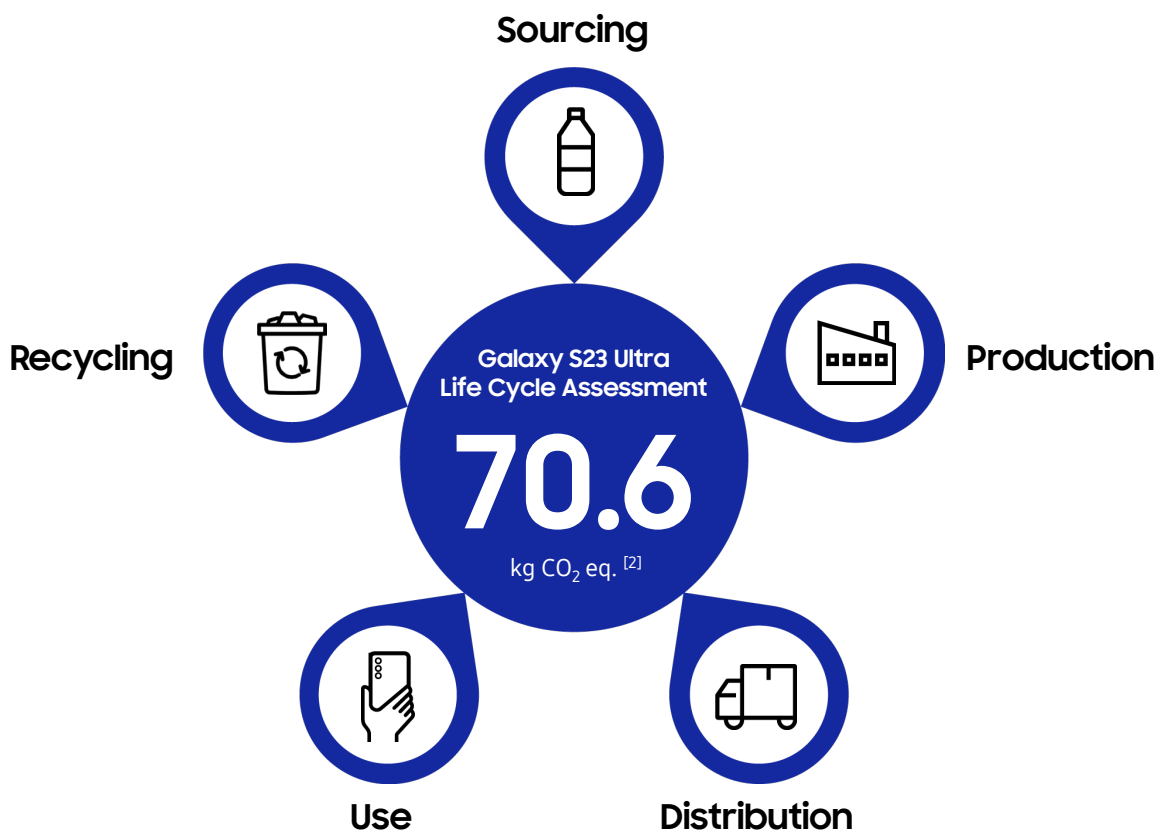 Sourcing
Recycling
Production
Galaxy S23 Ultra
Life Cycle Assessment
70.6
kg CO₂ eq. [2]
Use
Distribution